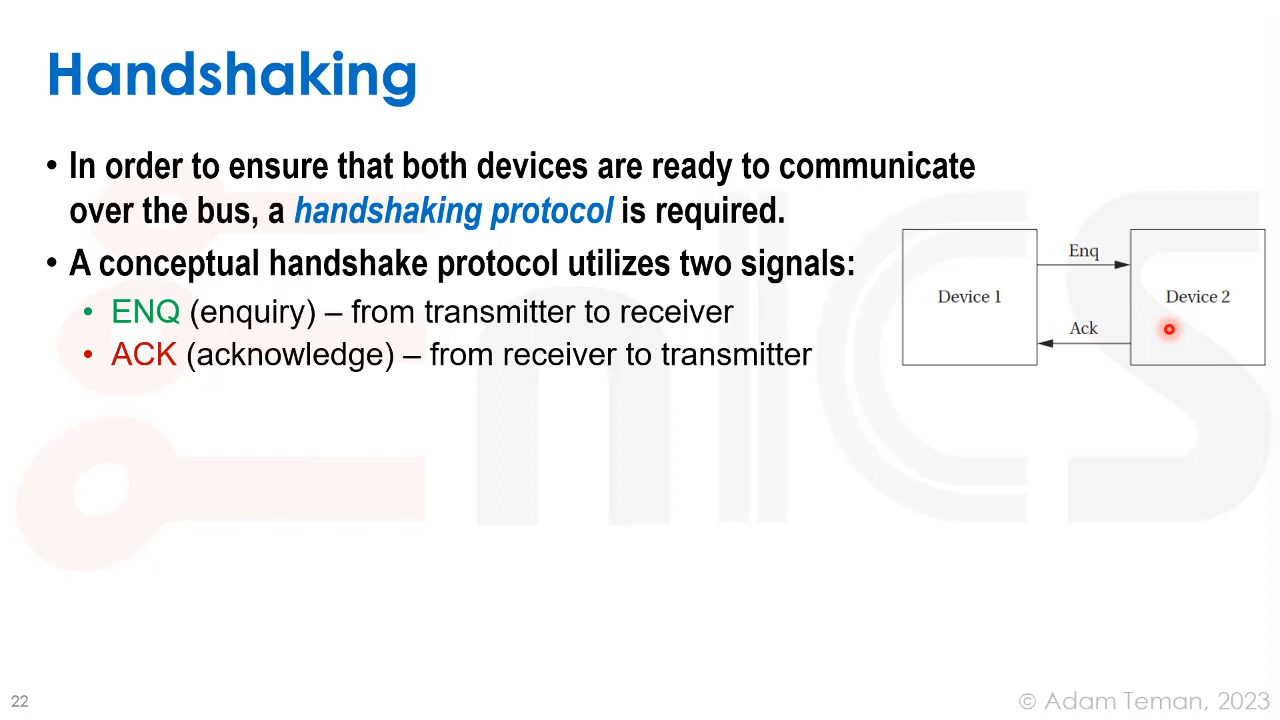 Handshaking
• In order to ensure that both devices are ready to communicate
over the bus, a handshaking protocol is required.
• A conceptual handshake protocol utilizes two signals:
• ENQ (enquiry) – from transmitter to receiver
• ACK (acknowledge) – from receiver to transmitter
Enq
Device 1
Device 2
Ack
nICS
22
© Adam Teman, 2023